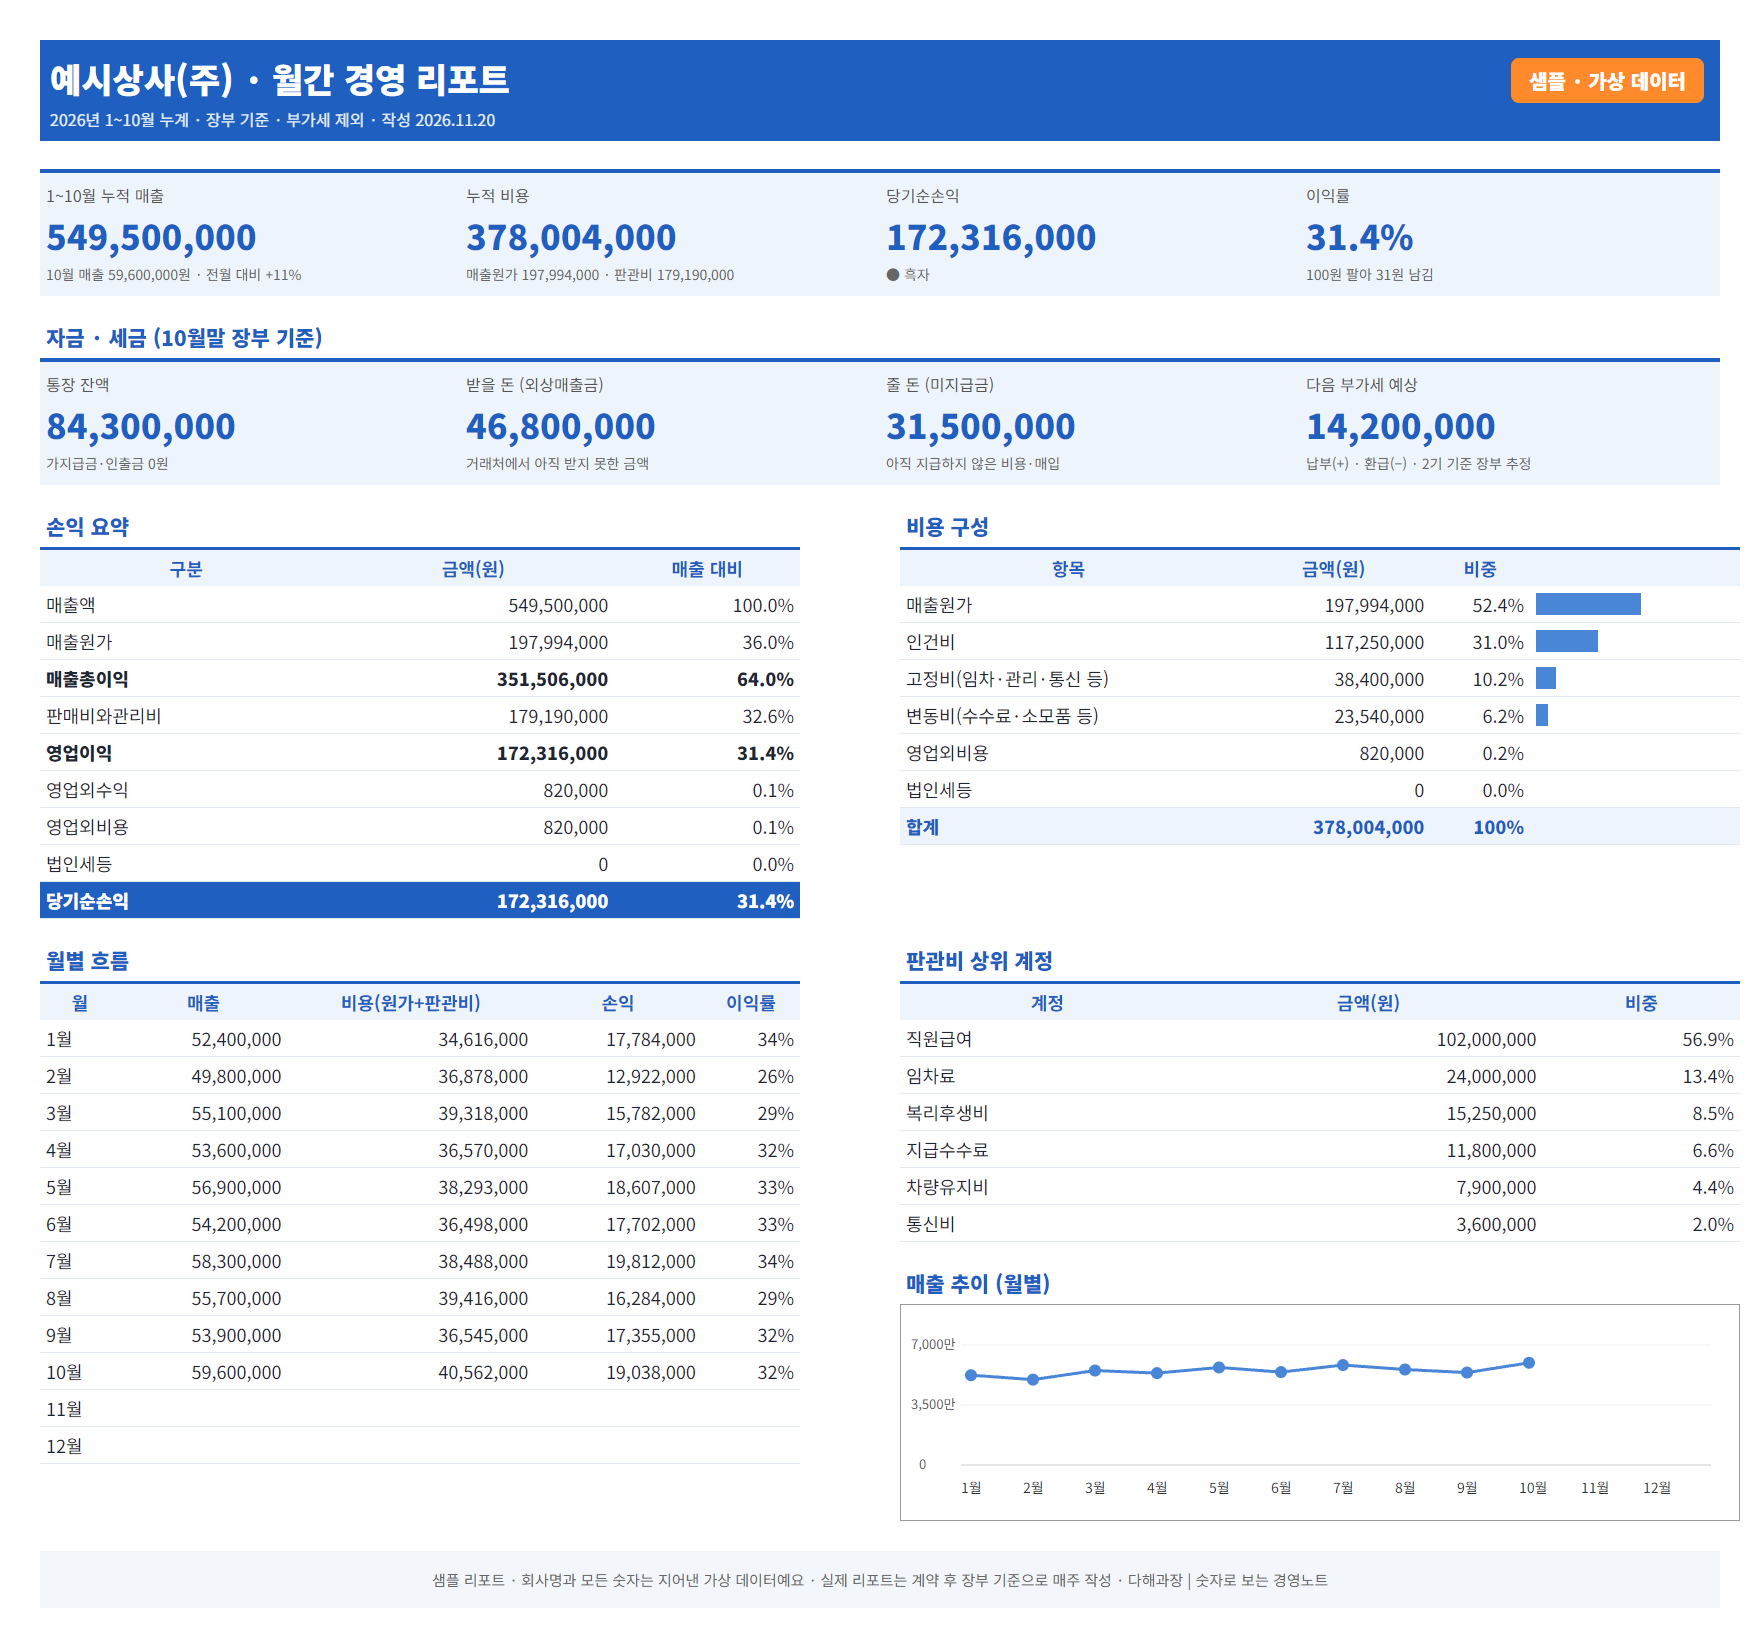 예시상사(주) · 월간 경영 리포트
샘플 · 가상 데이터
2026년 1~10월 누계 · 장부 기준 · 부가세 제외 · 작성 2026.11.20
1~10월 누적 매출 누적 비용 당기순손익 이익률
549,500,000 378,004,000 172,316,000 31.4%
10월 매출 59,600,000원 · 전월 대비 +11% 매출원가 197,994,000 · 판관비 179,190,000 ● 흑자 100원 팔아 31원 남김
자금 · 세금 (10월말 장부 기준)
통장 잔액 받을 돈 (외상매출금) 줄 돈 (미지급금) 다음 부가세 예상
84,300,000 46,800,000 31,500,000 14,200,000
가지급금·인출금 0원 거래처에서 아직 받지 못한 금액 아직 지급하지 않은 비용·매입 납부(+) · 환급(−) · 2기 기준 장부 추정
손익 요약
구분 금액(원) 매출 대비
매출액 549,500,000 100.0%
매출원가 197,994,000 36.0%
매출총이익 351,506,000 64.0%
판매비와관리비 179,190,000 32.6%
영업이익 172,316,000 31.4%
영업외수익 820,000 0.1%
영업외비용 820,000 0.1%
법인세등 0 0.0%
당기순손익 172,316,000 31.4%
비용 구성
항목 금액(원) 비중
매출원가 197,994,000 52.4%
인건비 117,250,000 31.0%
고정비(임차·관리·통신 등) 38,400,000 10.2%
변동비(수수료·소모품 등) 23,540,000 6.2%
영업외비용 820,000 0.2%
법인세등 0 0.0%
합계 378,004,000 100%
월별 흐름
월 매출 비용(원가+판관비) 손익 이익률
1월 52,400,000 34,616,000 17,784,000 34%
2월 49,800,000 36,878,000 12,922,000 26%
3월 55,100,000 39,318,000 15,782,000 29%
4월 53,600,000 36,570,000 17,030,000 32%
5월 56,900,000 38,293,000 18,607,000 33%
6월 54,200,000 36,498,000 17,702,000 33%
7월 58,300,000 38,488,000 19,812,000 34%
8월 55,700,000 39,416,000 16,284,000 29%
9월 53,900,000 36,545,000 17,355,000 32%
10월 59,600,000 40,562,000 19,038,000 32%
11월
12월
판관비 상위 계정
계정 금액(원) 비중
직원급여 102,000,000 56.9%
임차료 24,000,000 13.4%
복리후생비 15,250,000 8.5%
지급수수료 11,800,000 6.6%
차량유지비 7,900,000 4.4%
통신비 3,600,000 2.0%
매출 추이 (월별)
7,000만
3,500만
0
1월 2월 3월 4월 5월 6월 7월 8월 9월 10월 11월 12월
샘플 리포트 · 회사명과 모든 숫자는 지어낸 가상 데이터예요 · 실제 리포트는 계약 후 장부 기준으로 매주 작성 · 다해과장 | 숫자로 보는 경영노트